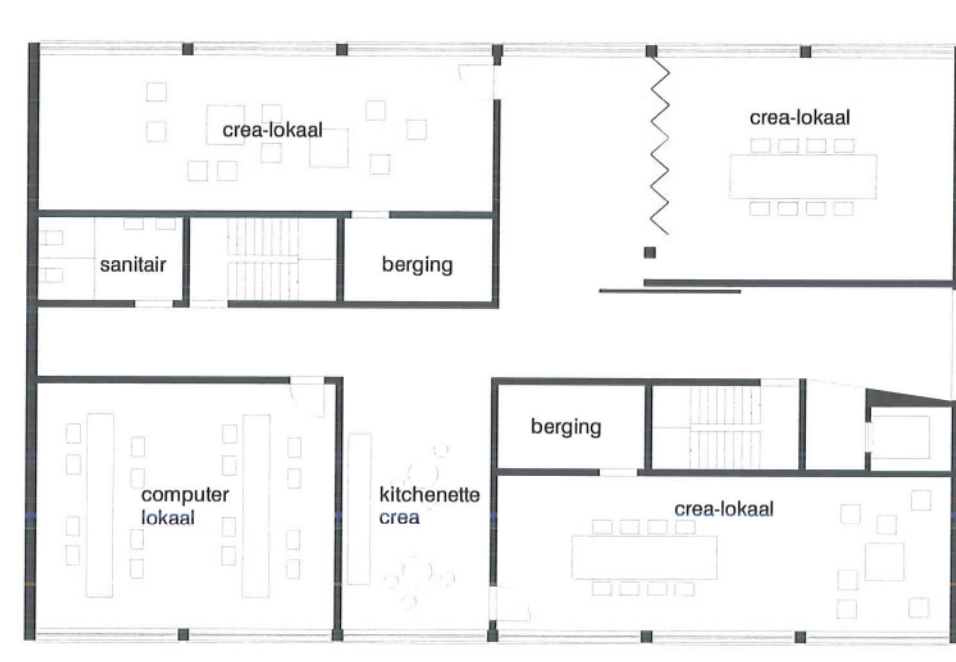 crea-lokaal
crea-lokaal
sanitair
berging
berging
computer
lokaal
kitchenette
crea
crea-lokaal